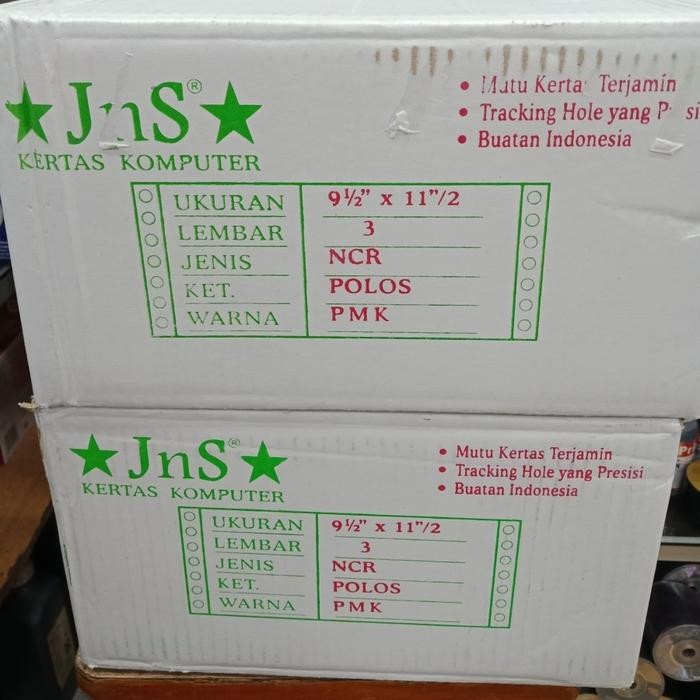 ★ JnS® ★
KERTAS KOMPUTER
• Mutu Kertas Terjamin
• Tracking Hole yang
• Buatan Indonesia
UKURAN 9½" x 11"/2
LEMBAR 3
JENIS NCR
KET. POLOS
WARNA PMK
★ JnS® ★
KERTAS KOMPUTER
• Mutu Kertas Terjamin
• Tracking Hole yang Presisi
• Buatan Indonesia
UKURAN 9½" x 11"/2
LEMBAR 3
JENIS NCR
KET. POLOS
WARNA PMK